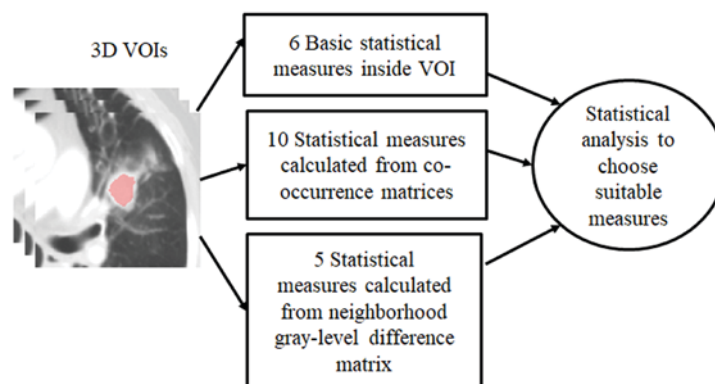 3D VOIs
6 Basic statistical
measures inside VOI
10 Statistical measures
calculated from co-
occurrence matrices
5 Statistical
measures calculated
from neighborhood
gray-level difference
matrix
Statistical
analysis to
choose
suitable
measures